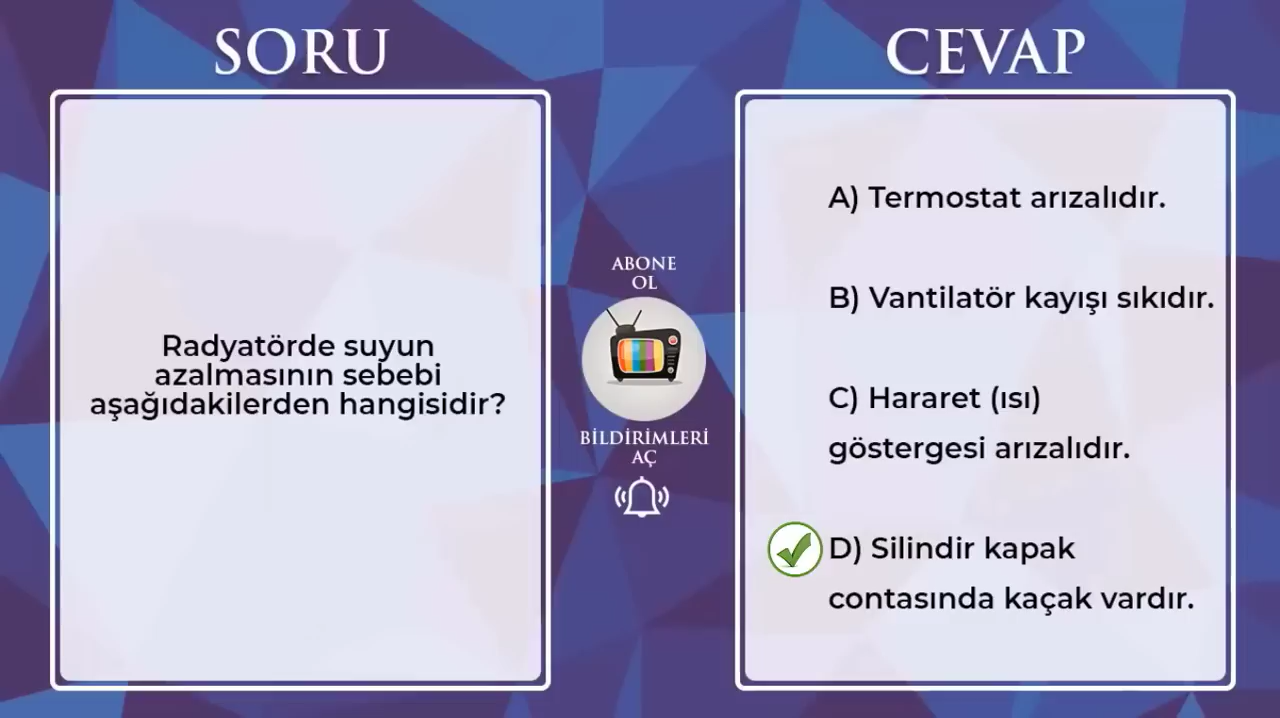 SORU
Radyatörde suyun
azalmasının sebebi
aşağıdakilerden hangisidir?
ABONE
OL
BİLDİRİMLERİ
AÇ
CEVAP
A) Termostat arızalıdır.
B) Vantilatör kayışı sıkıdır.
C) Hararet (ısı)
göstergesi arızalıdır.
D) Silindir kapak
contasında kaçak vardır.